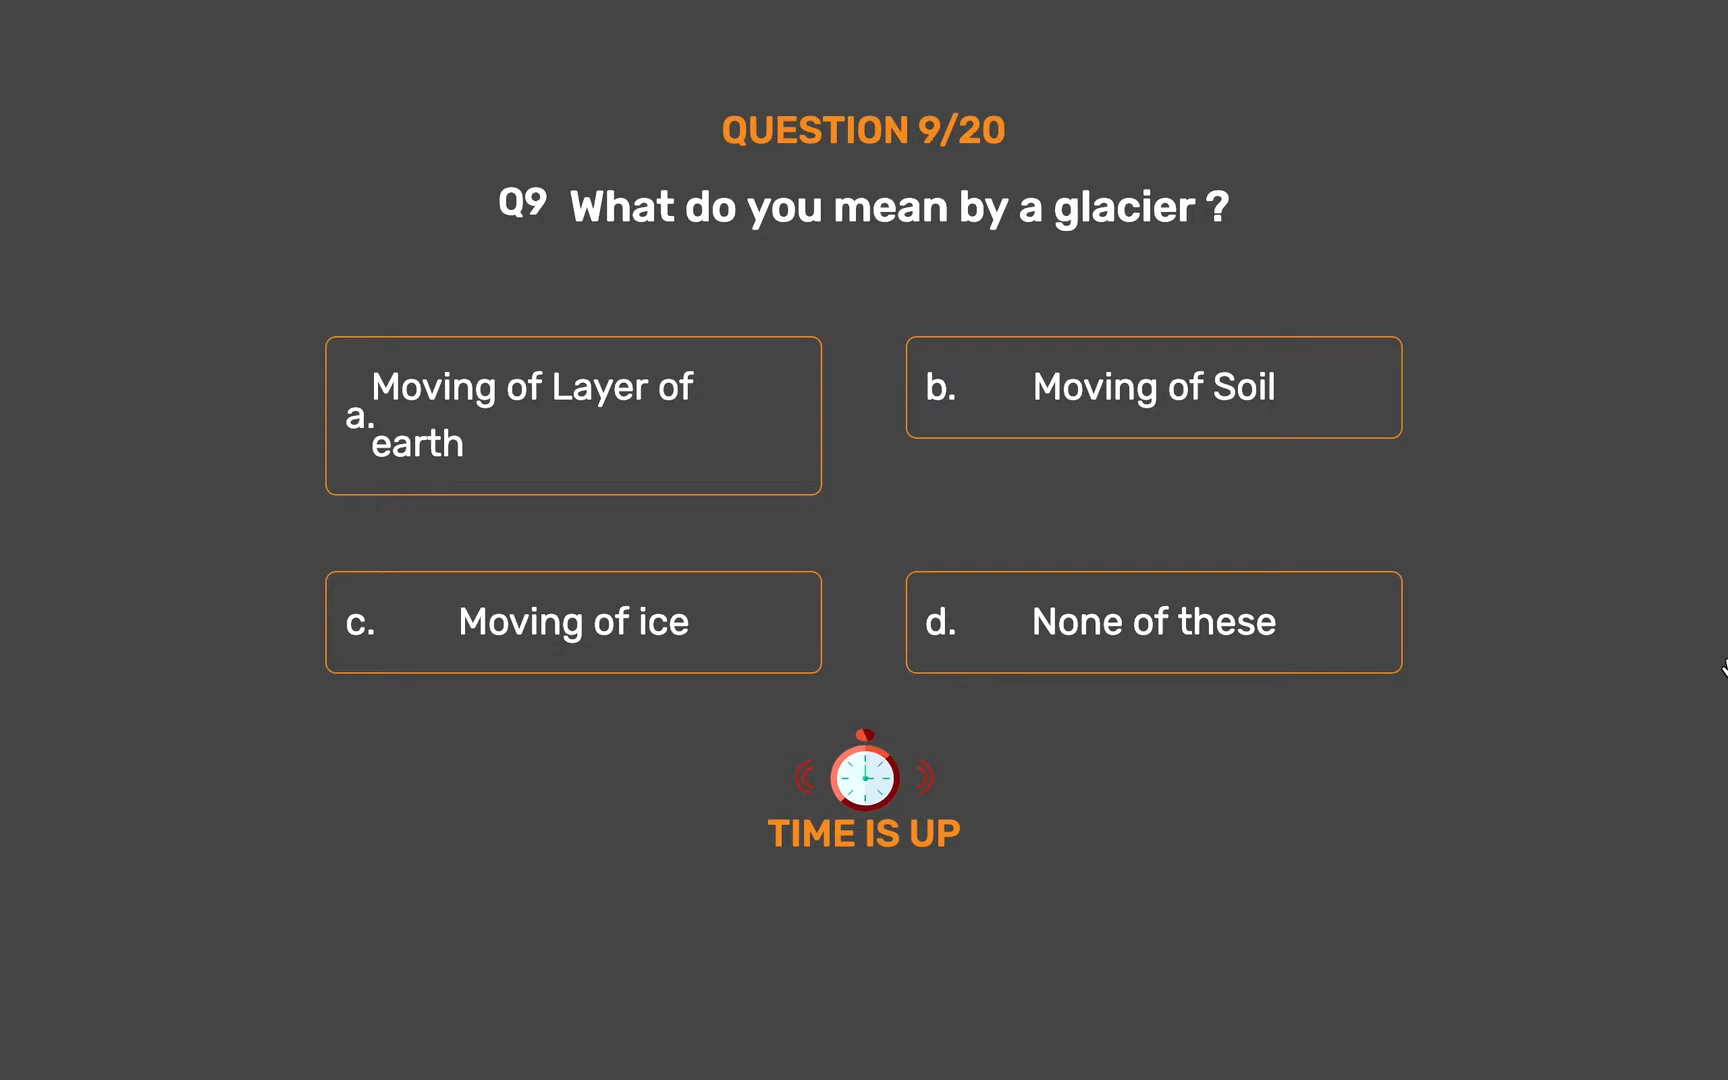 QUESTION 9/20
Q9 What do you mean by a glacier ?
a. Moving of Layer of
earth
b. Moving of Soil
c. Moving of ice
d. None of these
TIME IS UP